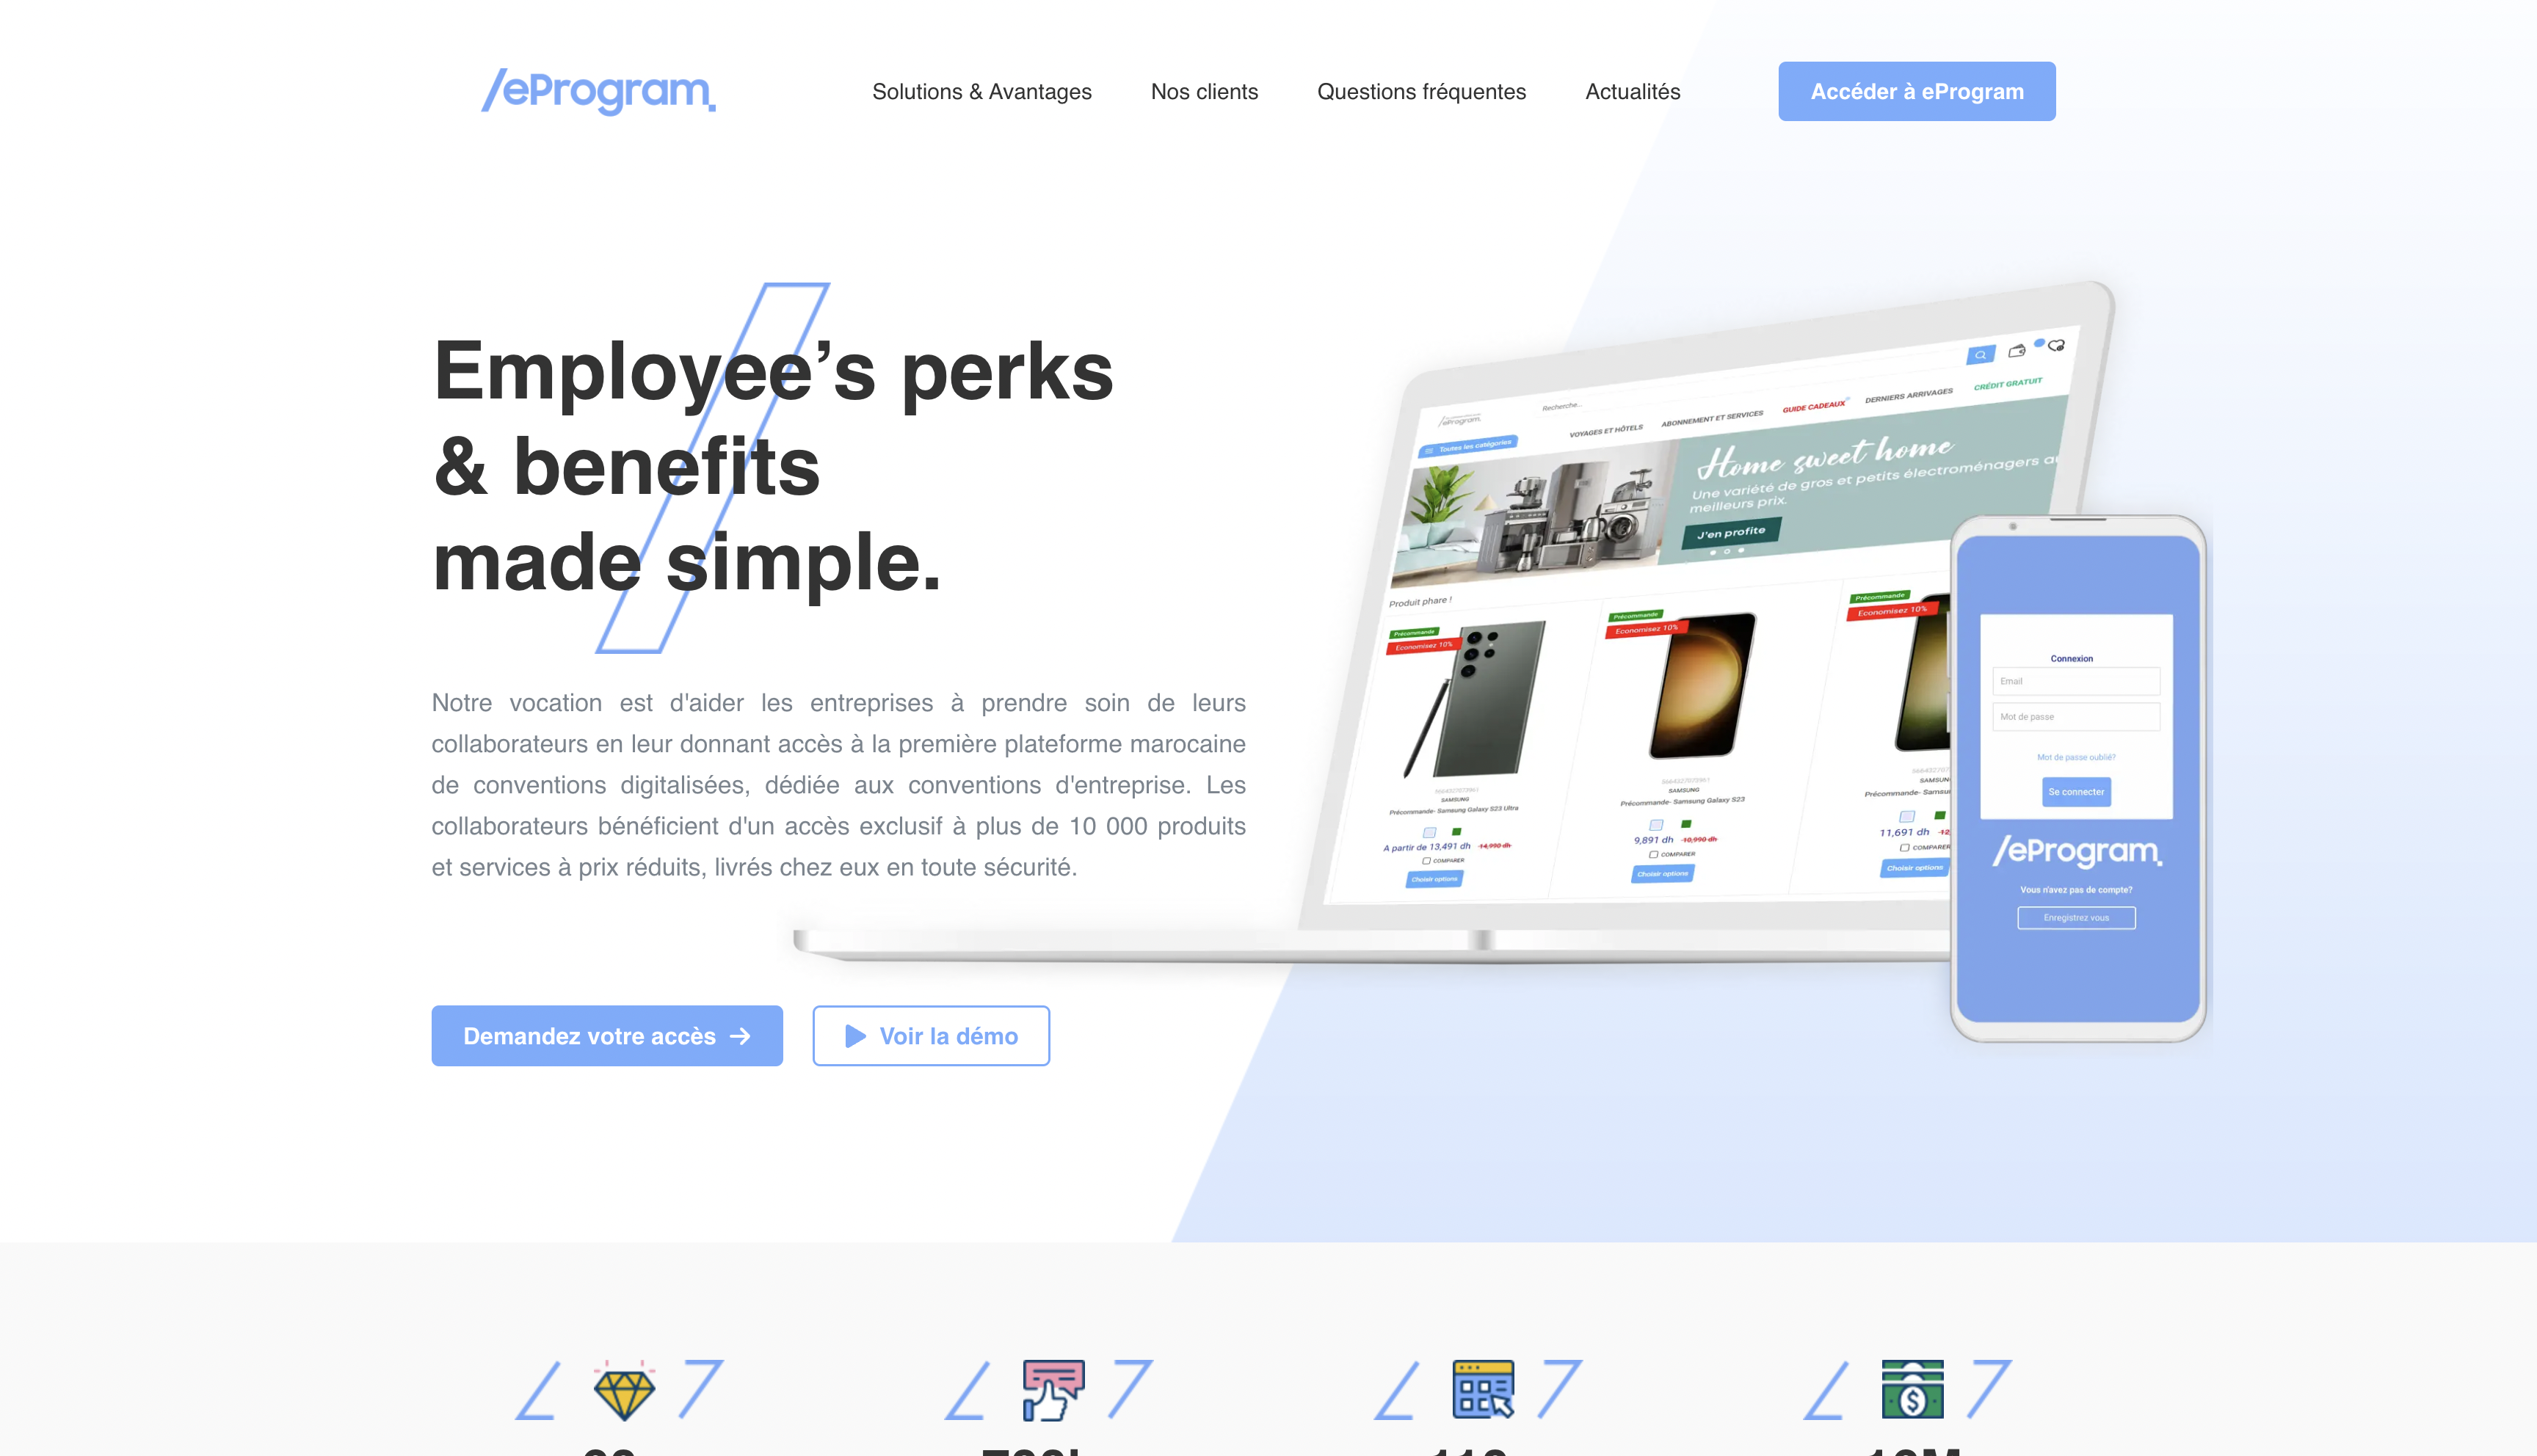 /eProgram.
Solutions & Avantages
Nos clients
Questions fréquentes
Actualités
Accéder à eProgram
Employee’s perks
& benefits
made simple.
Notre vocation est d'aider les entreprises à prendre soin de leurs
collaborateurs en leur donnant accès à la première plateforme marocaine
de conventions digitalisées, dédiée aux conventions d'entreprise. Les
collaborateurs bénéficient d'un accès exclusif à plus de 10 000 produits
et services à prix réduits, livrés chez eux en toute sécurité.
Demandez votre accès
Voir la démo
/eProgram.
Recherche...
Toutes les catégories
VOYAGES ET HÔTELS
ABONNEMENT ET SERVICES
GUIDE CADEAUX
DERNIERS ARRIVAGES
CRÉDIT GRATUIT
Home sweet home
Une variété de gros et petits électroménagers
meilleurs prix.
J'en profite
Produit phare !
Précommande
Economisez 10%
SAMSUNG
Précommande- Samsung Galaxy S23 Ultra
A partir de 13,491 dh 14,990 dh
COMPARER
Choisir options
Précommande
Economisez 10%
SAMSUNG
Précommande- Samsung Galaxy S23
9,891 dh 10,990 dh
COMPARER
Choisir options
Précommande
Economisez 10%
Précommande-
11,691 dh
COMPARER
Choisir options
Connexion
Email
Mot de passe
Mot de passe oublié?
Se connecter
/eProgram.
Vous n'avez pas de compte?
Enregistrez vous